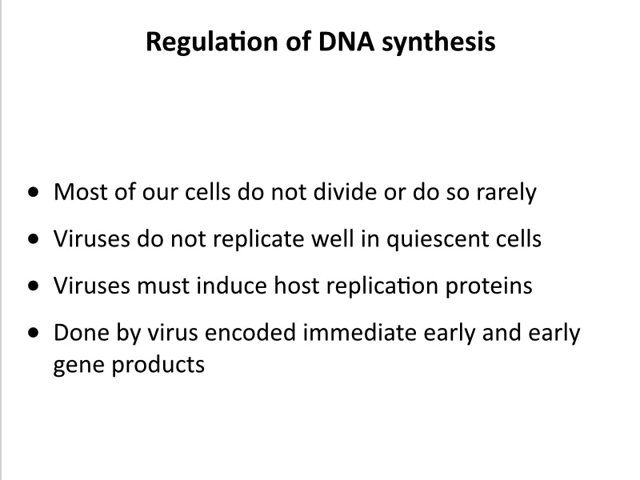 Regulation of DNA synthesis
• Most of our cells do not divide or do so rarely
• Viruses do not replicate well in quiescent cells
• Viruses must induce host replication proteins
• Done by virus encoded immediate early and early
gene products